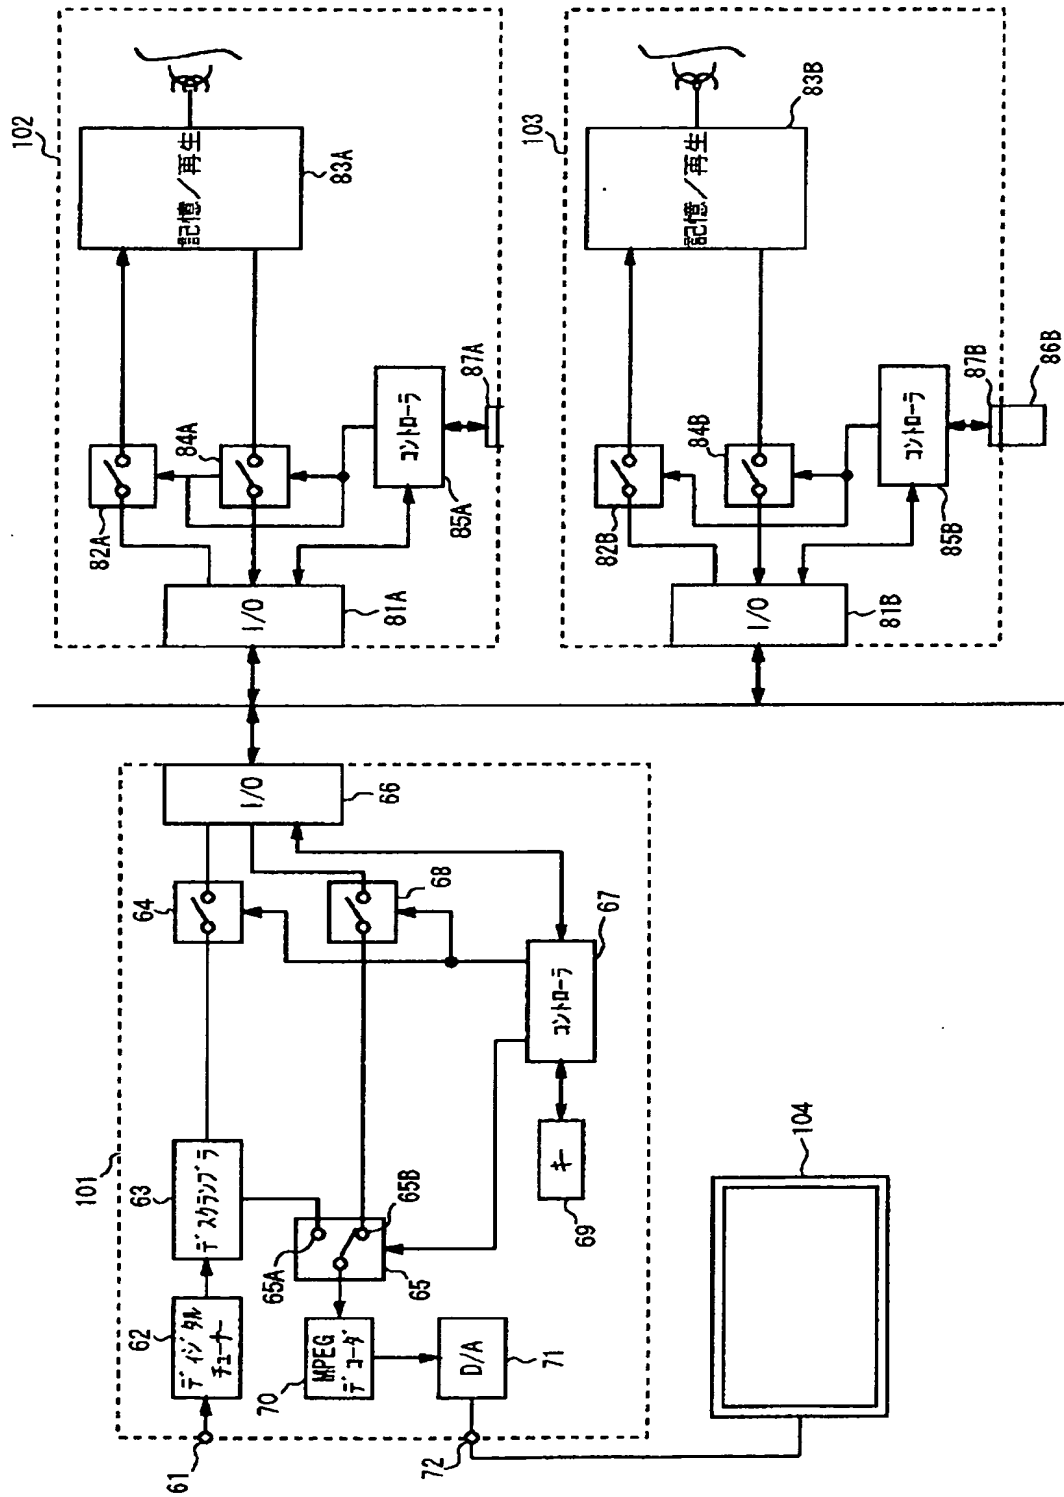 101
61
ディジタル
チューナー
62
デスクランブラ
63
64
I/O
66
65A
65B
65
68
MPEG
デコーダ
70
D/A
71
72
キー
69
コントローラ
67
104
102
I/O
81A
82A
84A
記憶／再生
83A
コントローラ
85A
87A
103
I/O
81B
82B
84B
記憶／再生
83B
コントローラ
85B
87B
86B